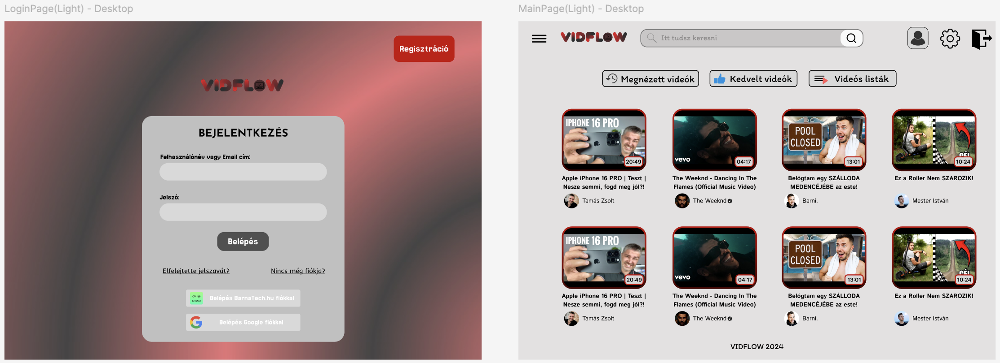 LoginPage(Light) - Desktop
Regisztráció
VIDFLOW
BEJELENTKEZÉS
Felhasználónév vagy Email cím:
Jelszó:
Belépés
Elfelejtette jelszavát?
Nincs még fiókja?
BarnaTech
Belépés BarnaTech.hu fiókkal
Belépés Google fiókkal
MainPage(Light) - Desktop
VIDFLOW
Itt tudsz keresni
Megnézett videók
Kedvelt videók
Videós listák
IPHONE 16 PRO
20:49
vevo
04:17
POOL
CLOSED
13:01
CÉL
10:24
Apple iPhone 16 PRO | Teszt |
Nesze semmi, fogd meg jól?!
The Weeknd - Dancing In The
Flames (Official Music Video)
Belógtam egy SZÁLLODA
MEDENCÉJÉBE az este!
Ez a Roller Nem SZAROZIK!
Tamás Zsolt
The Weeknd
Barni.
Mester István
IPHONE 16 PRO
20:49
vevo
04:17
POOL
CLOSED
13:01
CÉL
10:24
Apple iPhone 16 PRO | Teszt |
Nesze semmi, fogd meg jól?!
The Weeknd - Dancing In The
Flames (Official Music Video)
Belógtam egy SZÁLLODA
MEDENCÉJÉBE az este!
Ez a Roller Nem SZAROZIK!
Tamás Zsolt
The Weeknd
Barni.
Mester István
VIDFLOW 2024